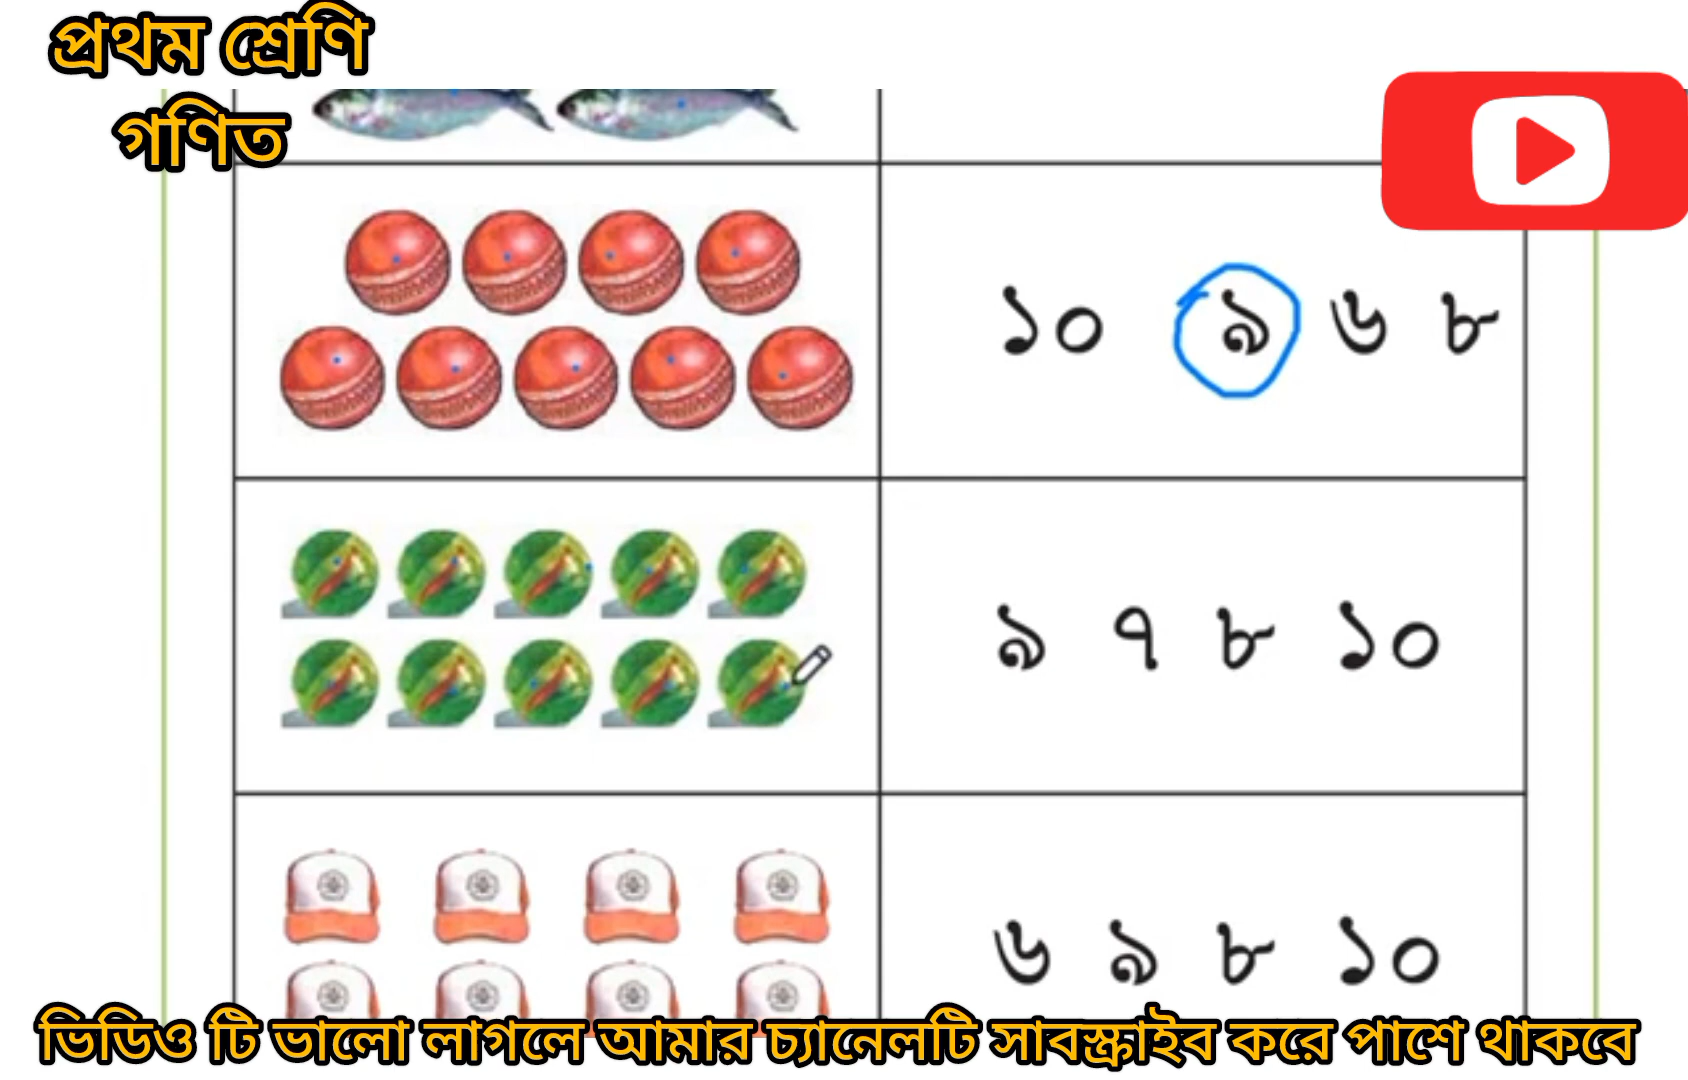 প্রথম শ্রেণি
গণিত
১০ ৯ ৬ ৮
৯ ৭ ৮ ১০
৬ ৯ ৮ ১০
ভিডিও টি ভালো লাগলে আমার চ্যানেলটি সাবস্ক্রাইব করে পাশে থাকবে